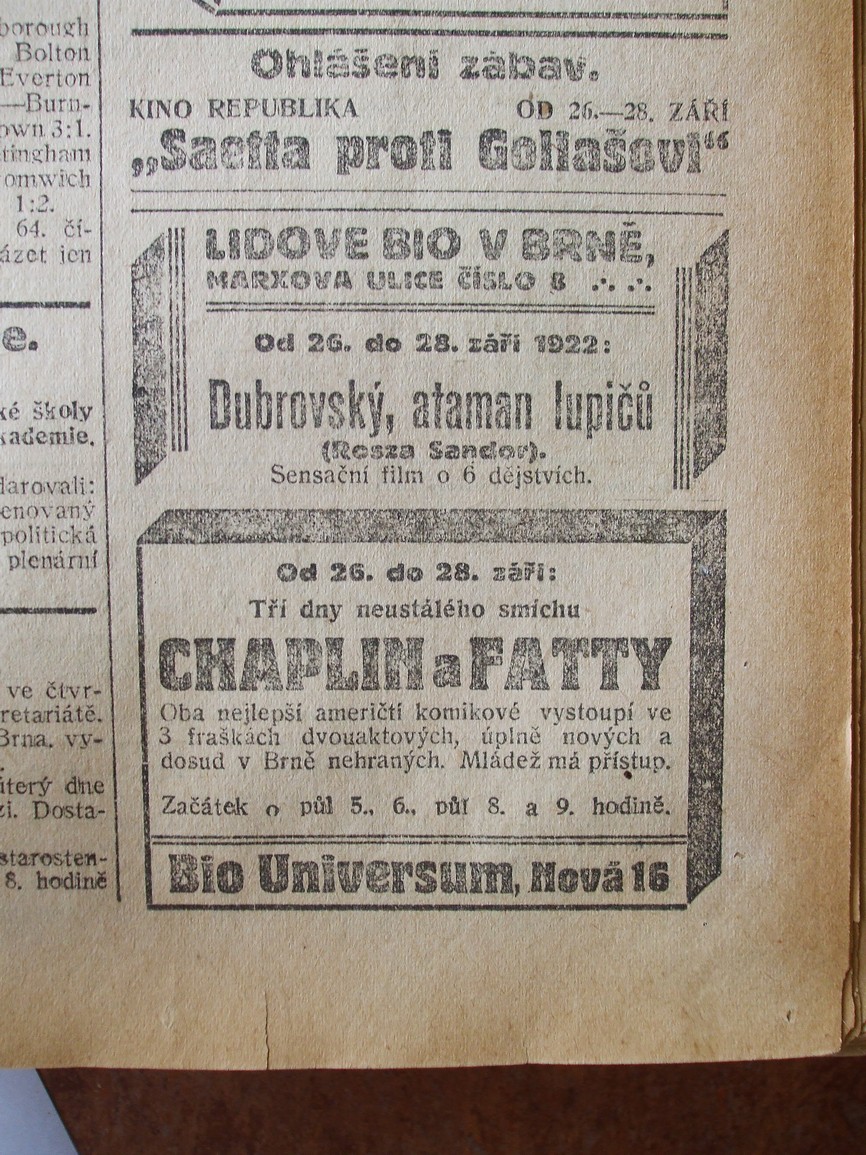 borough
Bolton
Everton
—Burn-
own 3:1.
tingham
omwich
1:2.
64. čí-
ázet jen
e.
ké školy
kademie.
darovali:
enovaný
politická
plenární
ve čtvr-
retariátě.
Brna. vy-
úterý dne
zi. Dosta-
starosten-
8. hodině
Ohlášení zábav.
KINO REPUBLIKA OD 26.—28. ZÁŘÍ
„Saetta proti Goliašovi“
LIDOVE BIO V BRNĚ,
MARXOVA ULICE ČÍSLO 8 .·. .·.
Od 26. do 28. září 1922:
Dubrovský, ataman lupičů
(Rosza Sandor).
Sensační film o 6 dějstvích.
Od 26. do 28. září:
Tři dny neustálého smíchu
CHAPLIN a FATTY
Oba nejlepší američtí komikové vystoupí ve
3 fraškách dvouaktových, úplně nových a
dosud v Brně nehraných. Mládež má přístup.
Začátek o půl 5., 6., půl 8. a 9. hodině.
Bio Universum, Nová 16